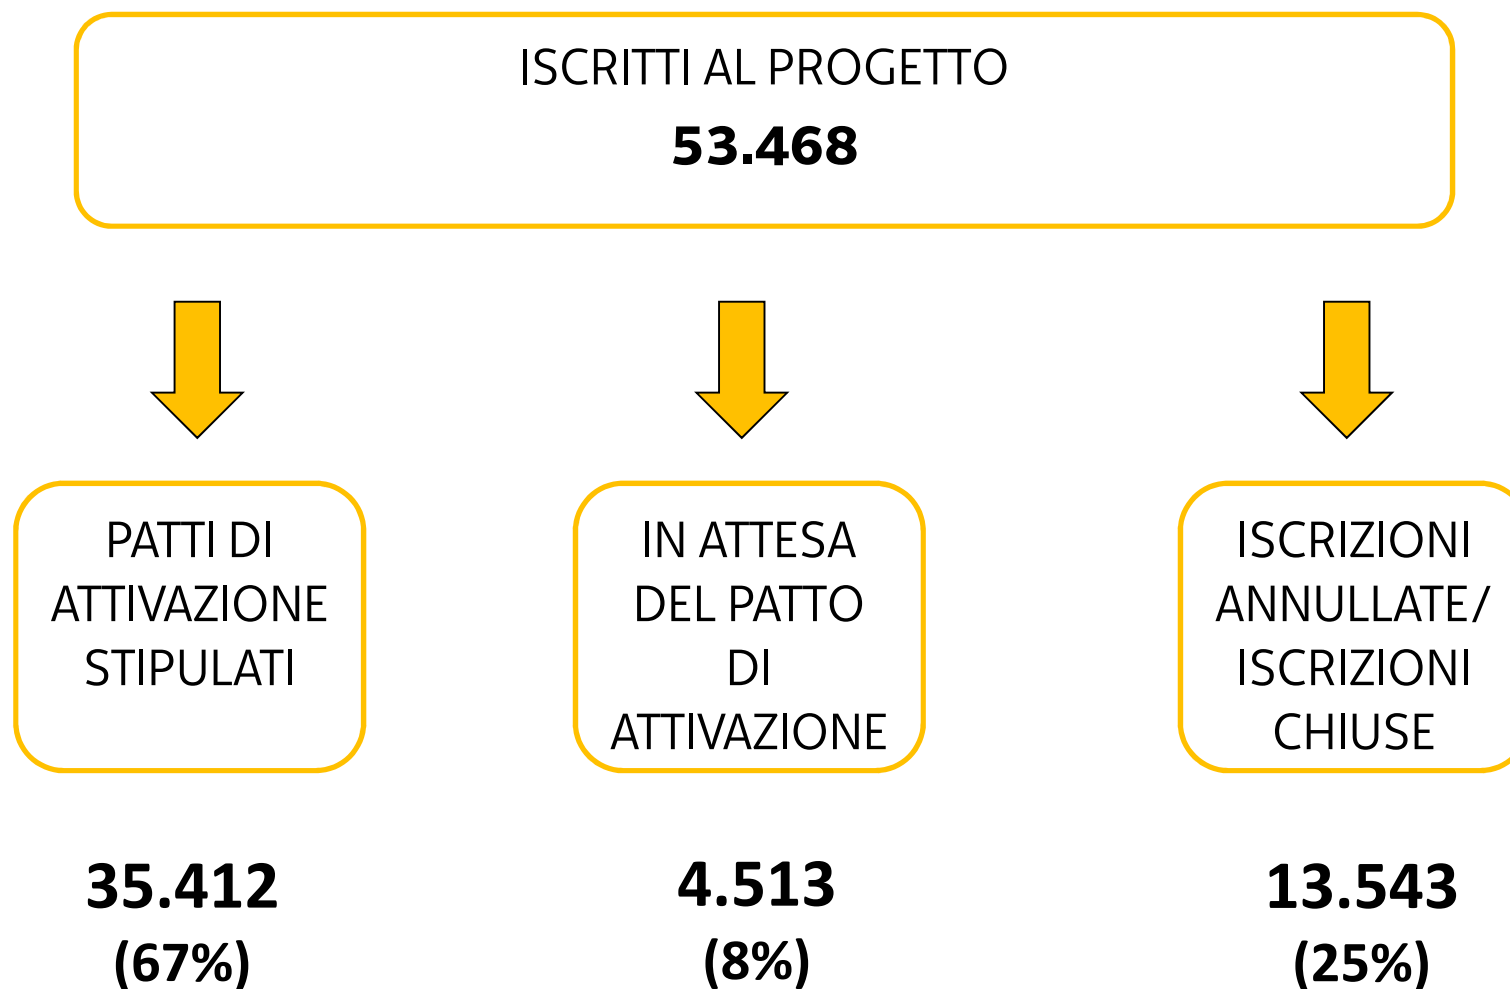 ISCRITTI AL PROGETTO
53.468
PATTI DI
ATTIVAZIONE
STIPULATI
IN ATTESA
DEL PATTO
DI
ATTIVAZIONE
ISCRIZIONI
ANNULLATE/
ISCRIZIONI
CHIUSE
35.412
(67%)
4.513
(8%)
13.543
(25%)